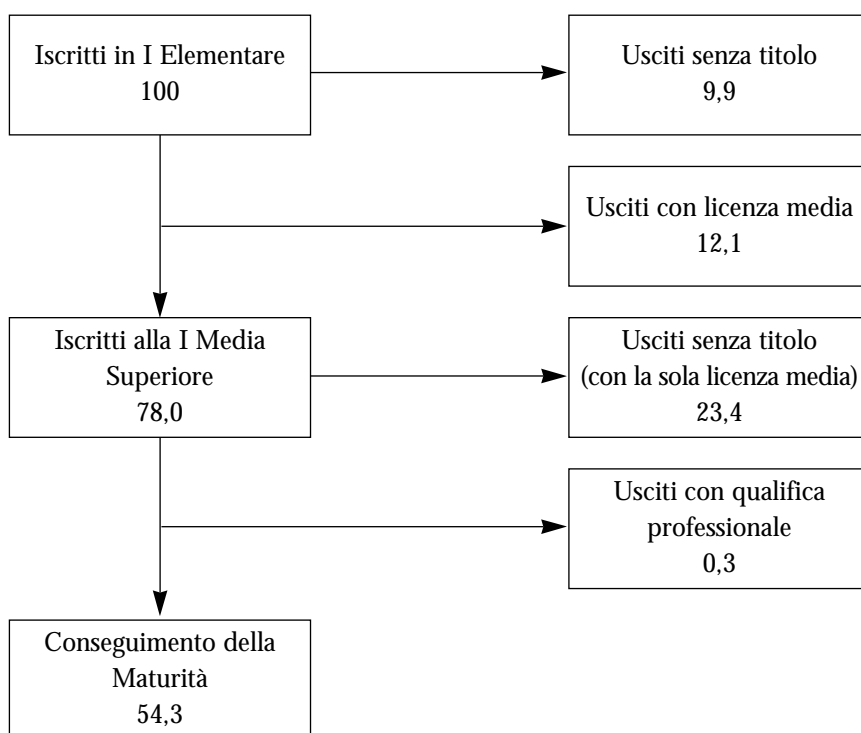 Iscritti in I Elementare
100
Usciti senza titolo
9,9
Usciti con licenza media
12,1
Iscritti alla I Media
Superiore
78,0
Usciti senza titolo
(con la sola licenza media)
23,4
Usciti con qualifica
professionale
0,3
Conseguimento della
Maturità
54,3